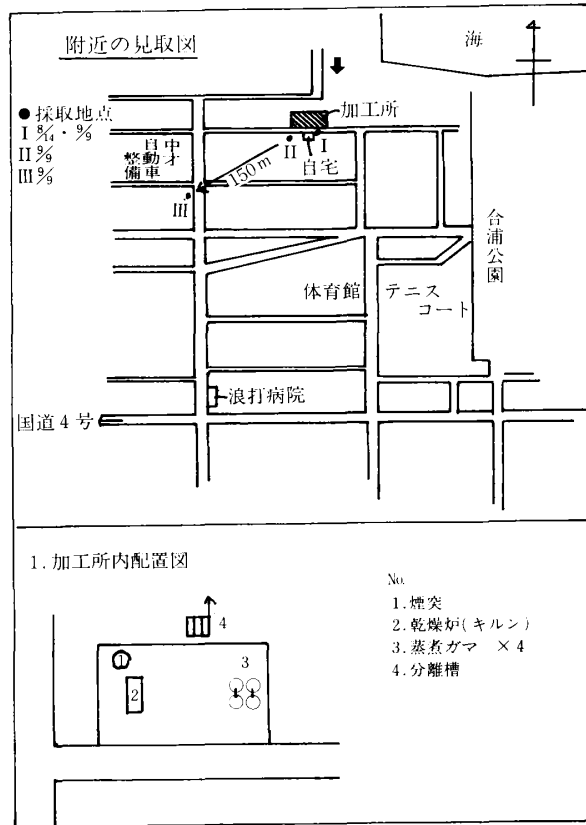 附近の見取図
海
● 採取地点
I 8/14・9/9
II 9/9
III 9/9
加工所
I
II
自宅
中才
自動車
整備
150m
III
合浦公園
体育館
テニス
コート
浪打病院
国道4号
1. 加工所内配置図
4
1
3
2
No.
1. 煙突
2. 乾燥炉(キルン)
3. 蒸煮ガマ ×4
4. 分離槽